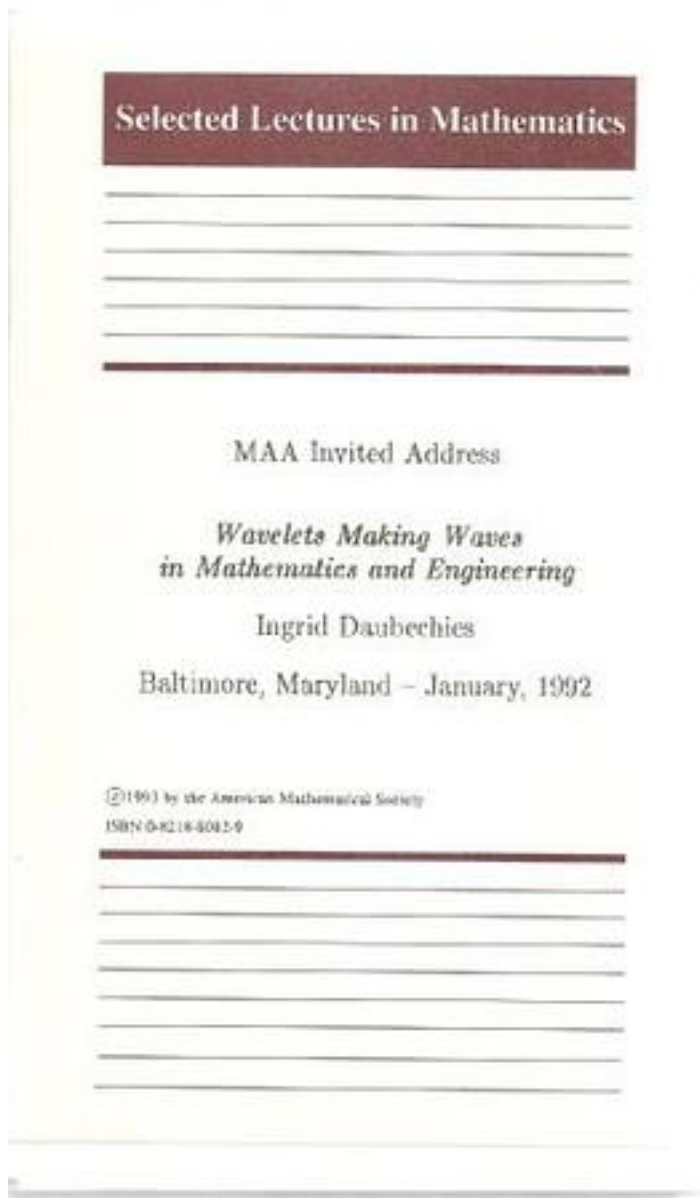 Selected Lectures in Mathematics
MAA Invited Address
Wavelets Making Waves
in Mathematics and Engineering
Ingrid Daubechies
Baltimore, Maryland – January, 1992
©1993 by the American Mathematical Society
ISBN